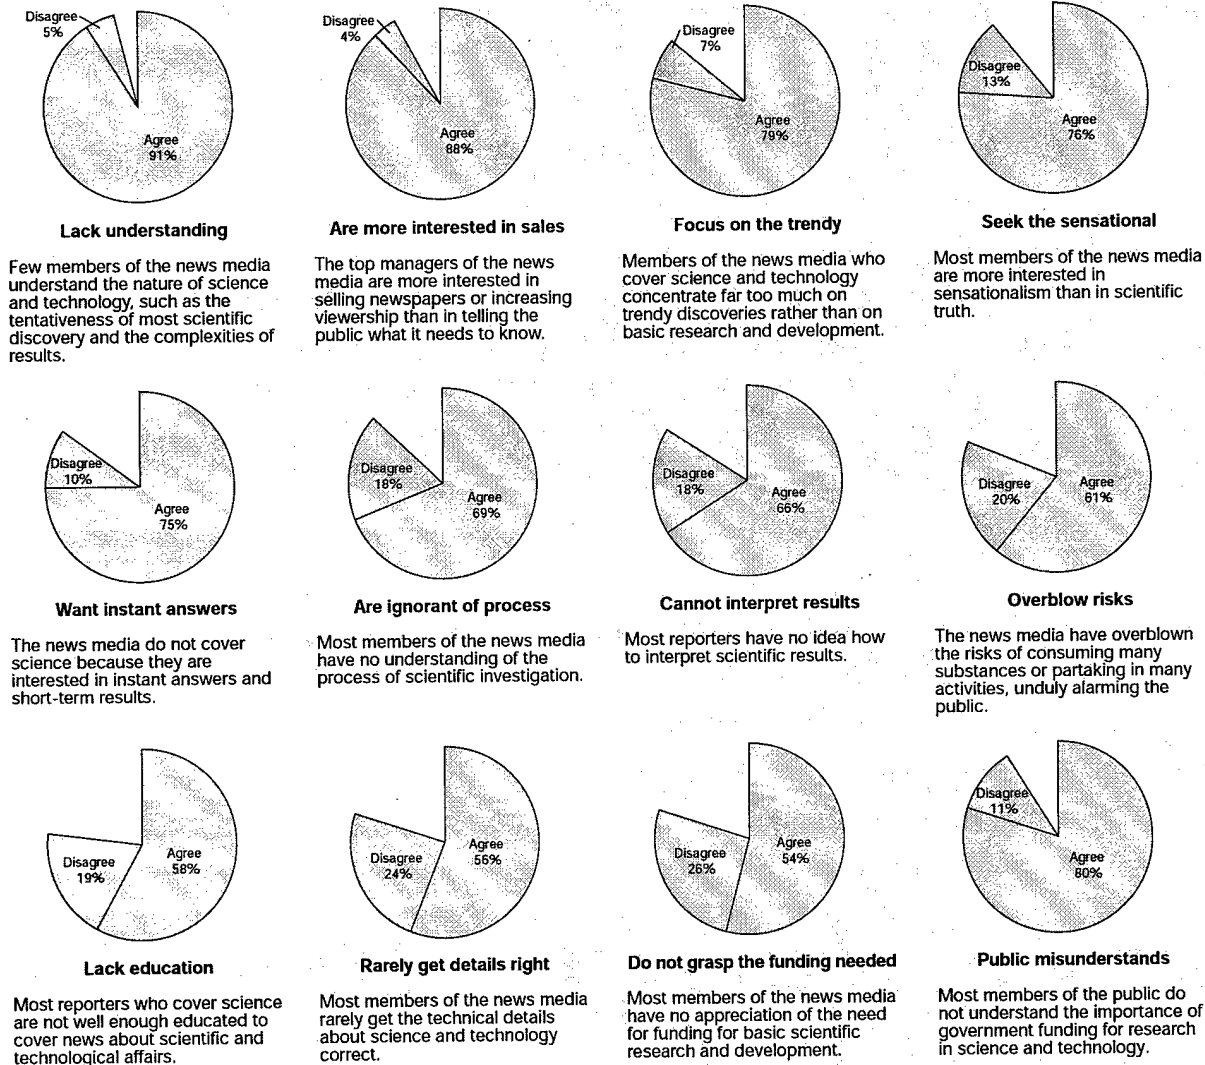 Disagree
5%
Agree
91%
Lack understanding
Few members of the news media
understand the nature of science
and technology, such as the
tentativeness of most scientific
discovery and the complexities of
results.
Disagree
4%
Agree
88%
Are more interested in sales
The top managers of the news
media are more interested in
selling newspapers or increasing
viewership than in telling the
public what it needs to know.
Disagree
7%
Agree
79%
Focus on the trendy
Members of the news media who
cover science and technology
concentrate far too much on
trendy discoveries rather than on
basic research and development.
Disagree
13%
Agree
76%
Seek the sensational
Most members of the news media
are more interested in
sensationalism than in scientific
truth.
Disagree
10%
Agree
75%
Want instant answers
The news media do not cover
science because they are
interested in instant answers and
short-term results.
Disagree
18%
Agree
69%
Are ignorant of process
Most members of the news media
have no understanding of the
process of scientific investigation.
Disagree
18%
Agree
66%
Cannot interpret results
Most reporters have no idea how
to interpret scientific results.
Disagree
20%
Agree
61%
Overblow risks
The news media have overblown
the risks of consuming many
substances or partaking in many
activities, unduly alarming the
public.
Disagree
19%
Agree
58%
Lack education
Most reporters who cover science
are not well enough educated to
cover news about scientific and
technological affairs.
Disagree
24%
Agree
56%
Rarely get details right
Most members of the news media
rarely get the technical details
about science and technology
correct.
Disagree
26%
Agree
54%
Do not grasp the funding needed
Most members of the news media
have no appreciation of the need
for funding for basic scientific
research and development.
Disagree
11%
Agree
80%
Public misunderstands
Most members of the public do
not understand the importance of
government funding for research
in science and technology.